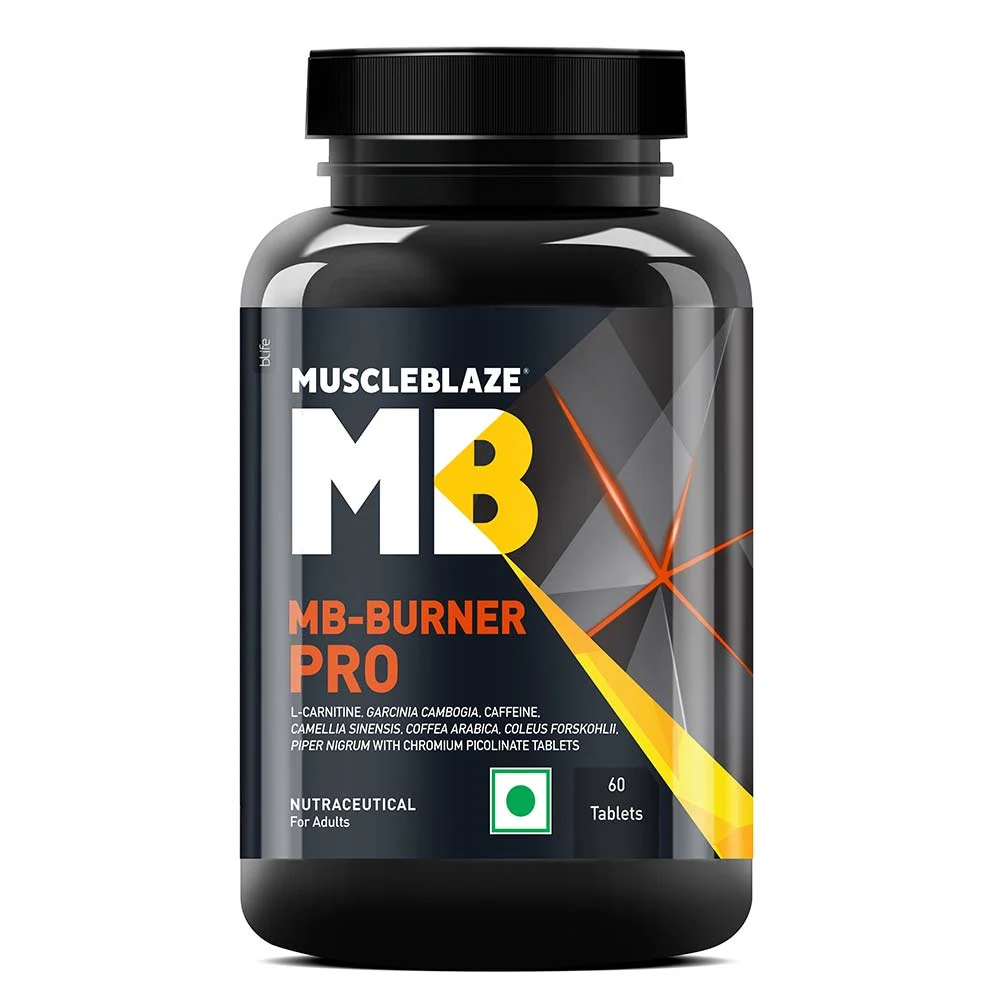 bLife
MUSCLEBLAZE®
MB
MB-BURNER
PRO
L-CARNITINE, GARCINIA CAMBOGIA, CAFFEINE,
CAMELLIA SINENSIS, COFFEA ARABICA, COLEUS FORSKOHLII,
PIPER NIGRUM WITH CHROMIUM PICOLINATE TABLETS
NUTRACEUTICAL
For Adults
60
Tablets